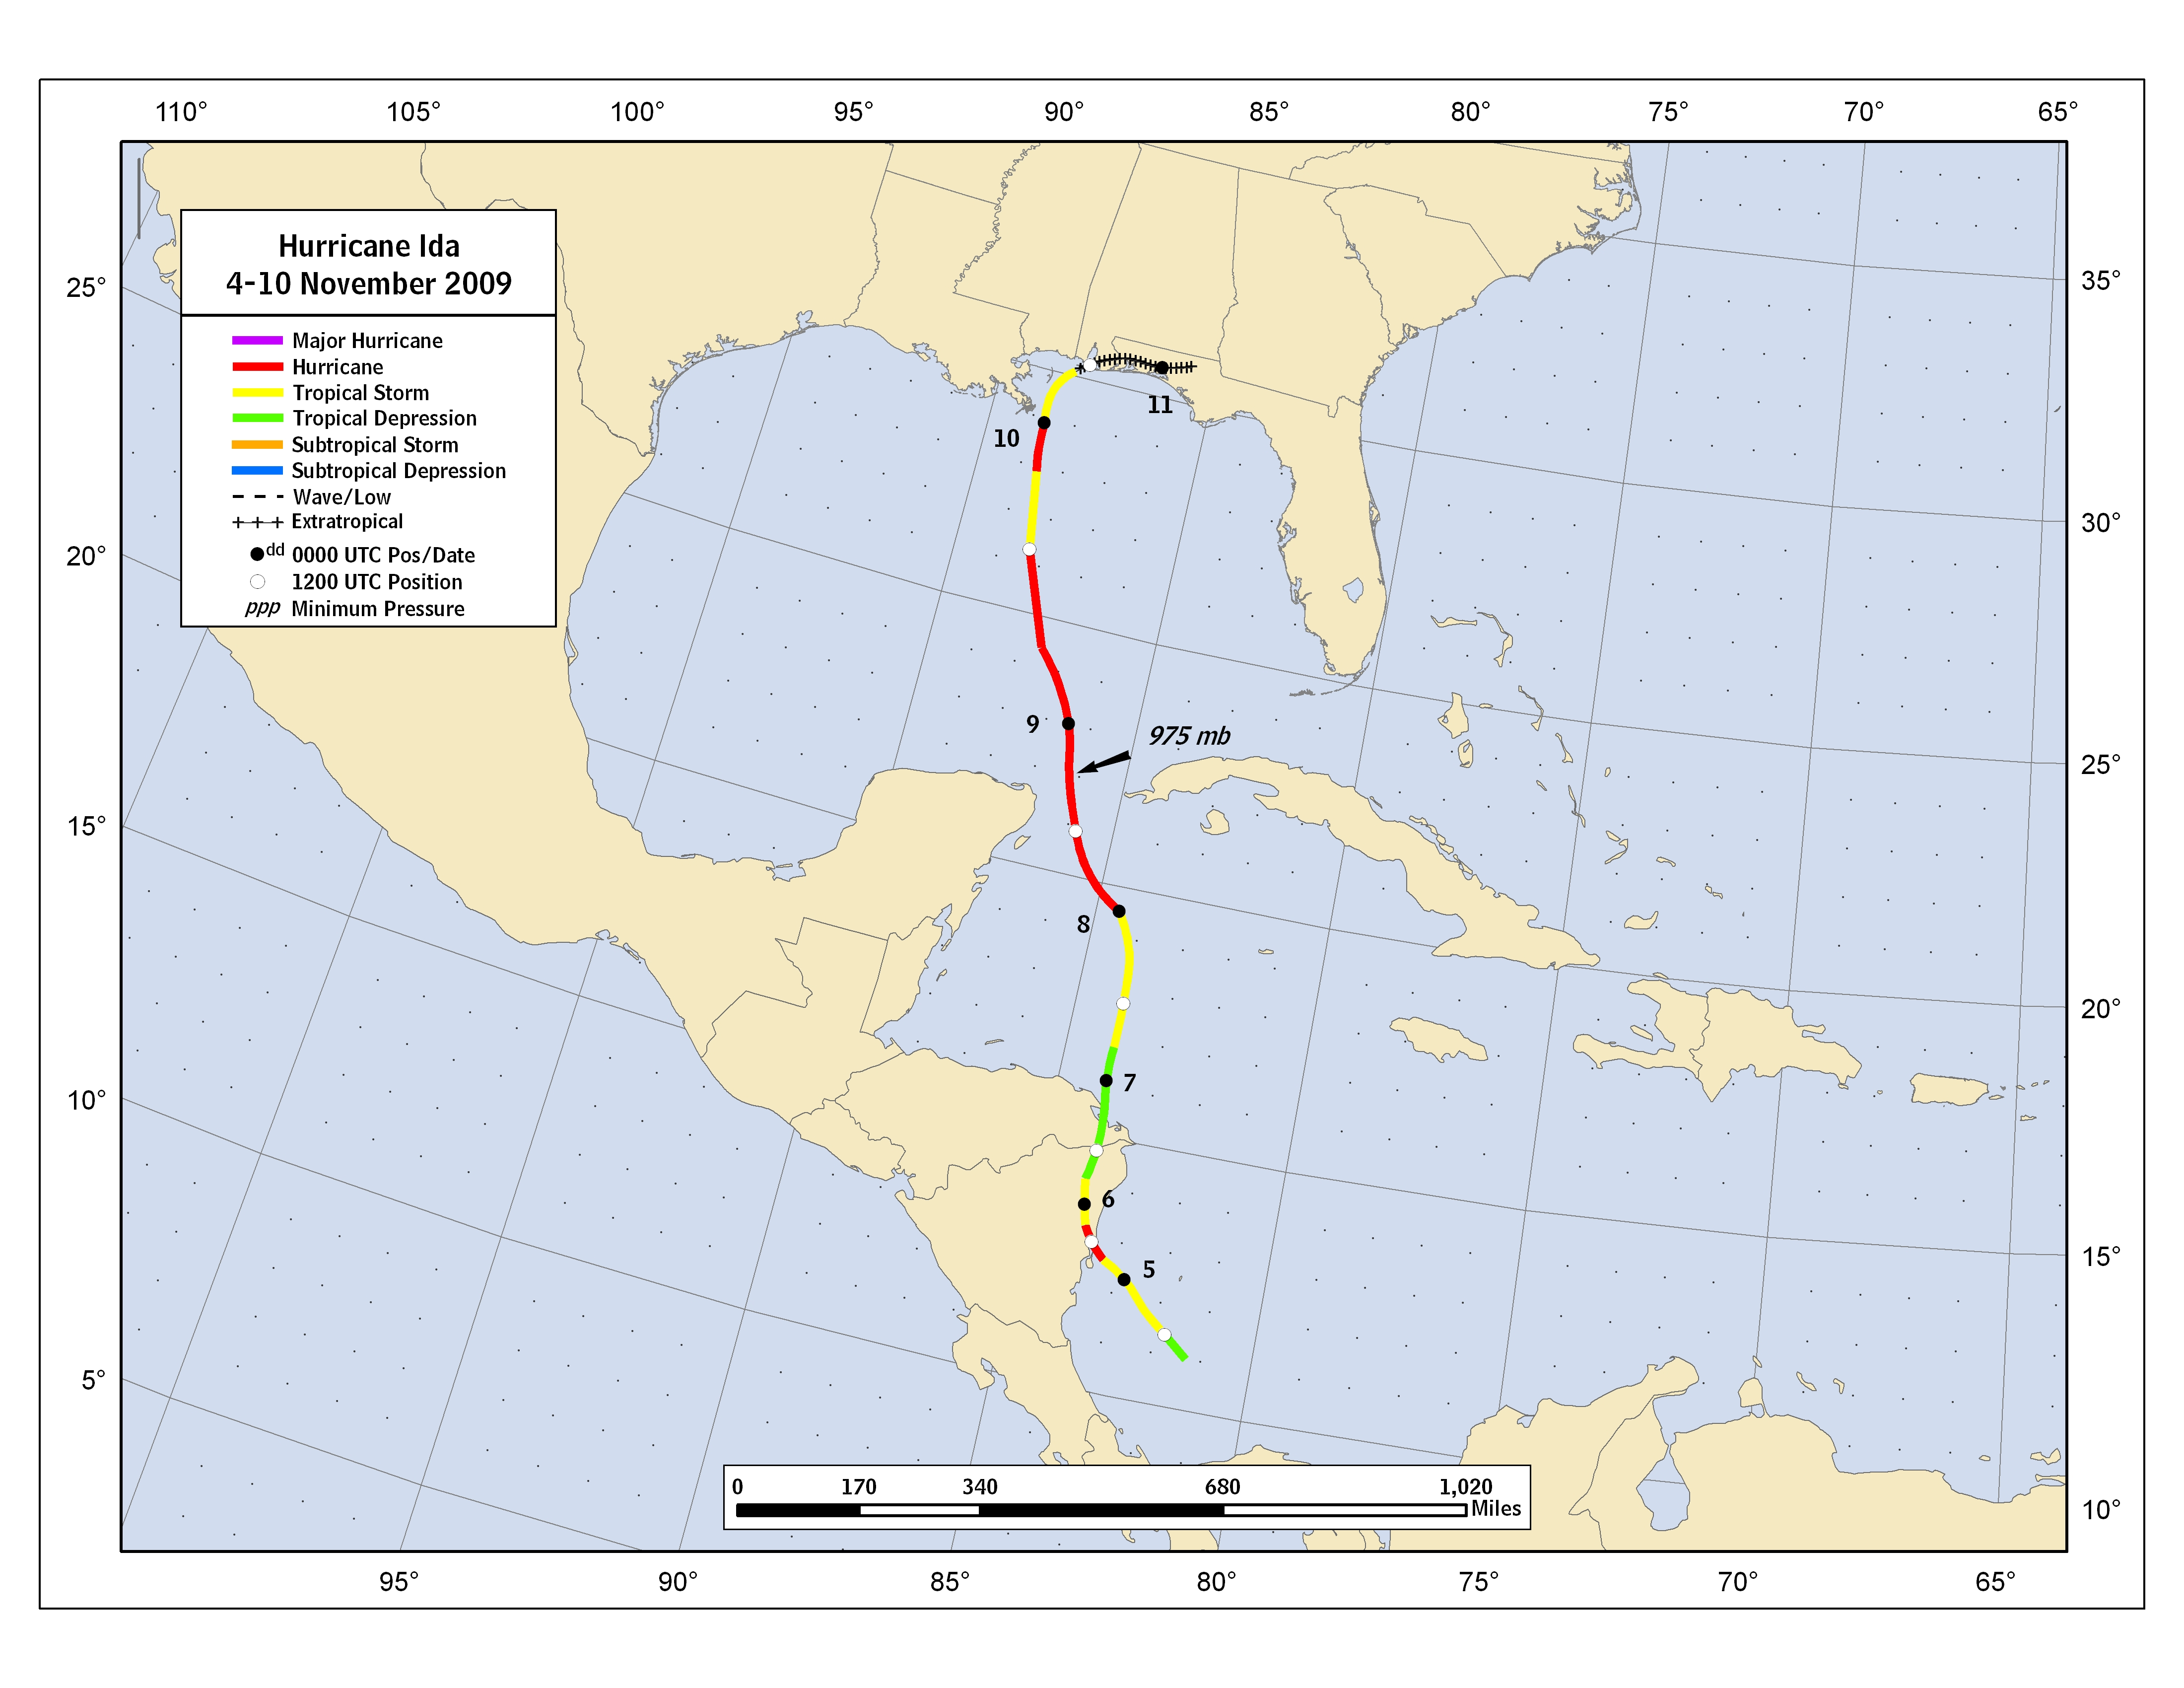 110° 105° 100° 95° 90° 85° 80° 75° 70° 65°
Hurricane Ida
4-10 November 2009
Major Hurricane
Hurricane
Tropical Storm
Tropical Depression
Subtropical Storm
Subtropical Depression
Wave/Low
Extratropical
dd 0000 UTC Pos/Date
1200 UTC Position
ppp Minimum Pressure
25°
20°
15°
10°
5°
35°
30°
25°
20°
15°
10°
11
10
9
975 mb
8
7
6
5
0 170 340 680 1,020
Miles
95° 90° 85° 80° 75° 70° 65°